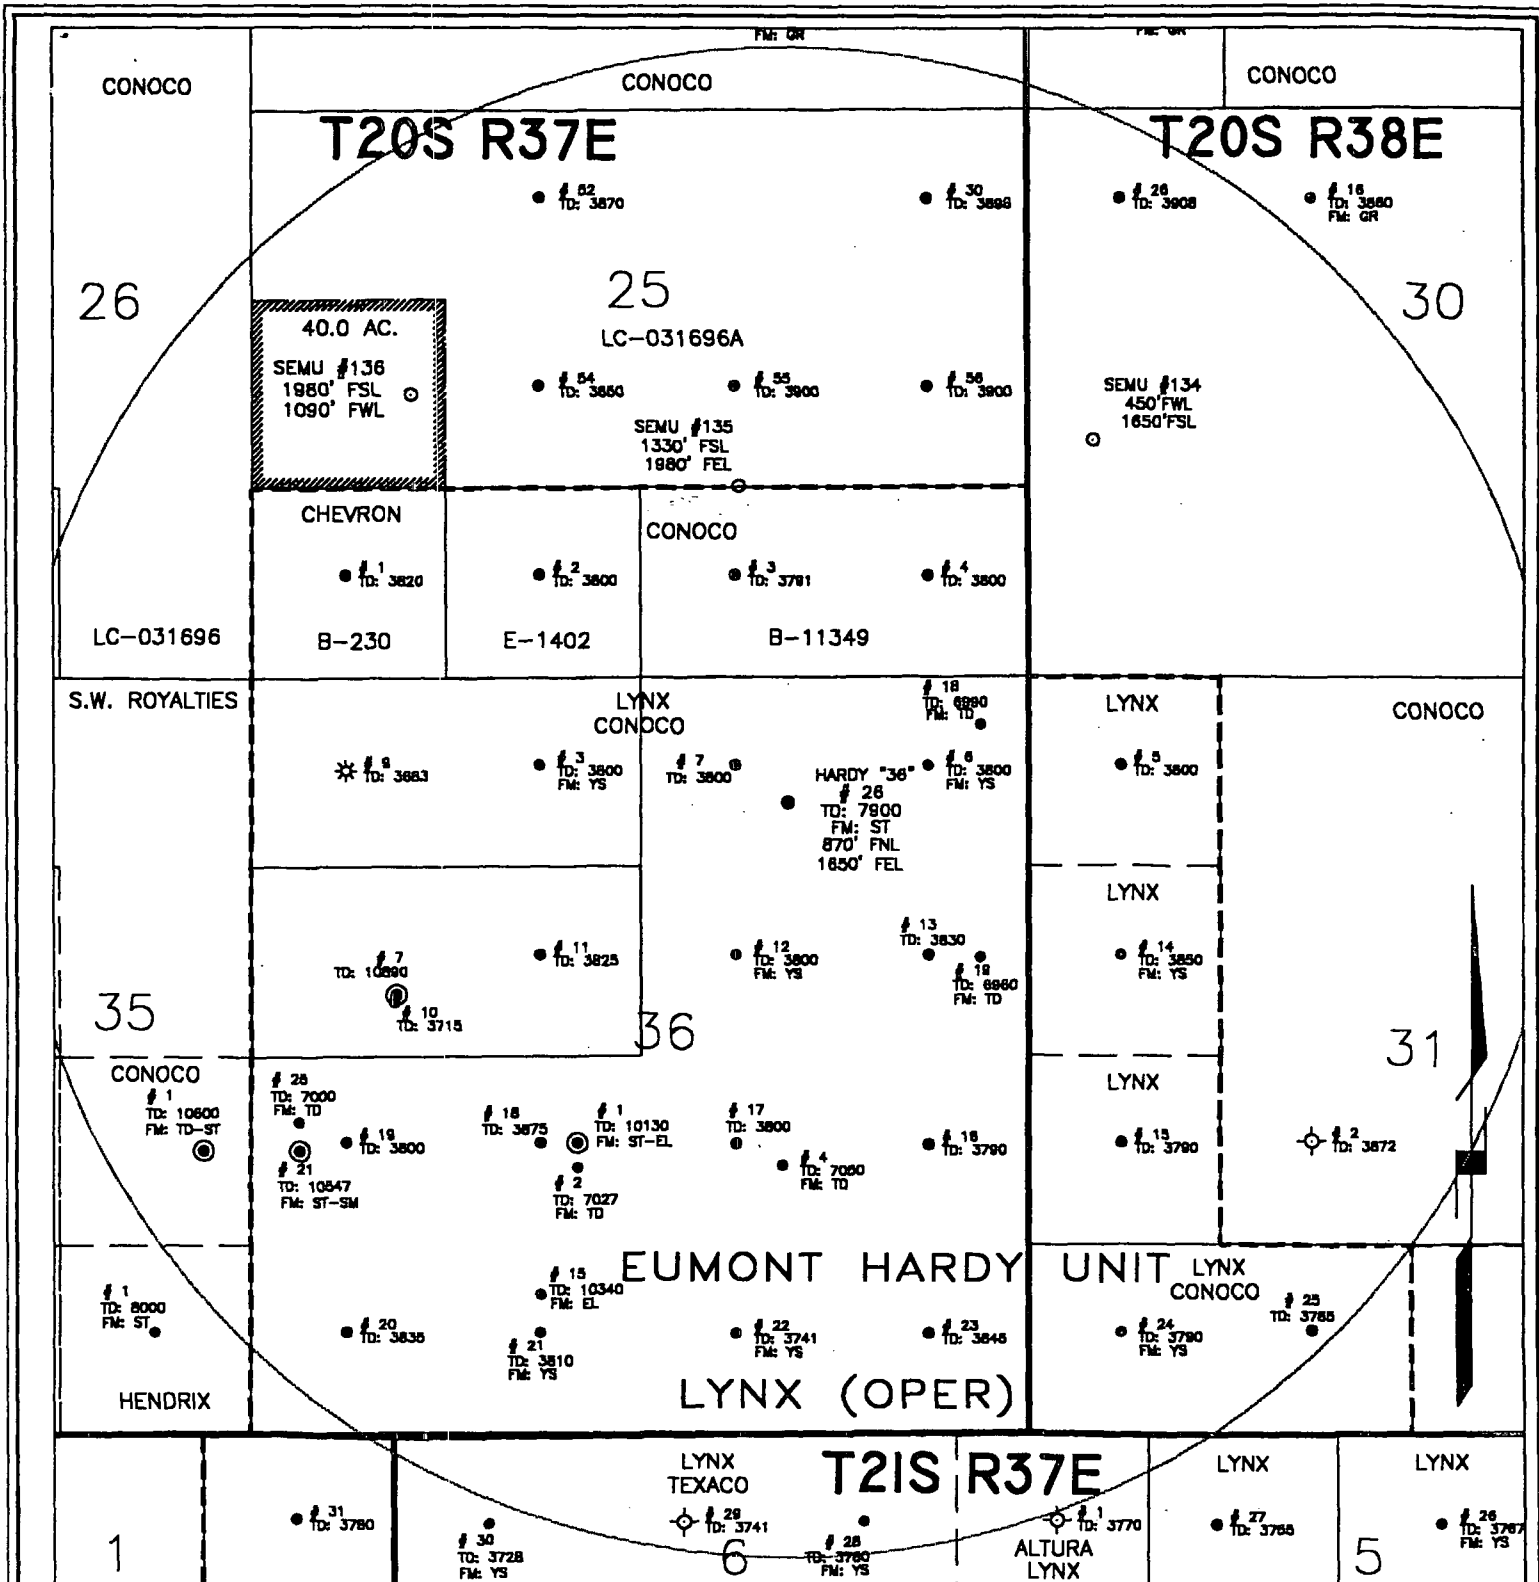 FM: GR
FM: GR
CONOCO
CONOCO
CONOCO
T20S R37E
T20S R38E
# 52
TD: 3870
# 30
TD: 3898
# 26
TD: 3908
# 16
TD: 3860
FM: GR
26
25
30
LC-031696A
40.0 AC.
SEMU #136
1980' FSL
1090' FWL
# 54
# 55
TD: 3900
# 56
TD: 3900
SEMU #134
450'FWL
1650'FSL
SEMU #135
1330' FSL
1980' FEL
CHEVRON
CONOCO
# 1
TD: 3820
# 2
TD: 3800
# 3
TD: 3791
# 4
TD: 3800
LC-031696
B-230
E-1402
B-11349
S.W. ROYALTIES
LYNX
CONOCO
# 18
TD: 6990
FM: TD
LYNX
CONOCO
# 9
TD: 3683
# 3
TD: 3800
FM: YS
# 7
TD: 3800
# 6
TD: 3800
FM: YS
# 5
TD: 3800
HARDY "36"
# 26
TD: 7900
FM: ST
870' FNL
1650' FEL
LYNX
# 7
TD: 10890
# 10
TD: 3715
# 11
TD: 3825
# 12
TD: 3800
FM: YS
# 13
TD: 3830
# 19
TD: 6960
FM: TD
# 14
TD: 3850
FM: YS
35
36
31
CONOCO
# 1
TD: 10600
FM: TD-ST
# 25
TD: 7000
FM: TD
# 19
TD: 3800
# 21
TD: 10547
FM: ST-SM
# 18
TD: 3875
# 1
TD: 10130
FM: ST-EL
# 2
TD: 7027
FM: TD
# 17
TD: 3800
# 4
TD: 7050
FM: TD
# 16
TD: 3790
LYNX
# 15
TD: 3790
# 2
TD: 3872
EUMONT HARDY UNIT
LYNX
CONOCO
# 1
TD: 8000
FM: ST
# 20
TD: 3835
# 15
TD: 10340
FM: EL
# 21
TD: 3810
FM: YS
# 22
TD: 3741
FM: YS
# 23
TD: 3845
# 24
TD: 3790
FM: YS
# 25
TD: 3765
HENDRIX
LYNX (OPER)
T21S R37E
LYNX
TEXACO
LYNX
LYNX
# 31
TD: 3780
# 30
TD: 3728
FM: YS
# 29
TD: 3741
# 28
TD: 3760
FM: YS
# 1
TD: 3770
# 27
TD: 3765
# 26
TD: 3767
FM: YS
ALTURA
LYNX
1
6
5